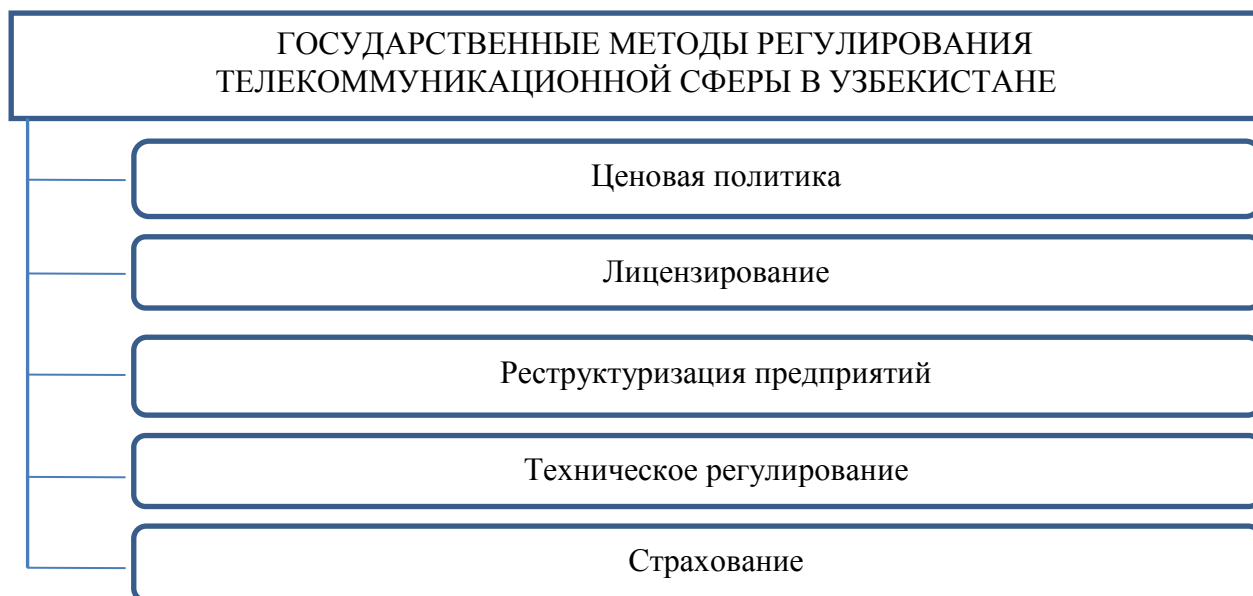 ГОСУДАРСТВЕННЫЕ МЕТОДЫ РЕГУЛИРОВАНИЯ
ТЕЛЕКОММУНИКАЦИОННОЙ СФЕРЫ В УЗБЕКИСТАНЕ
Ценовая политика
Лицензирование
Реструктуризация предприятий
Техническое регулирование
Страхование